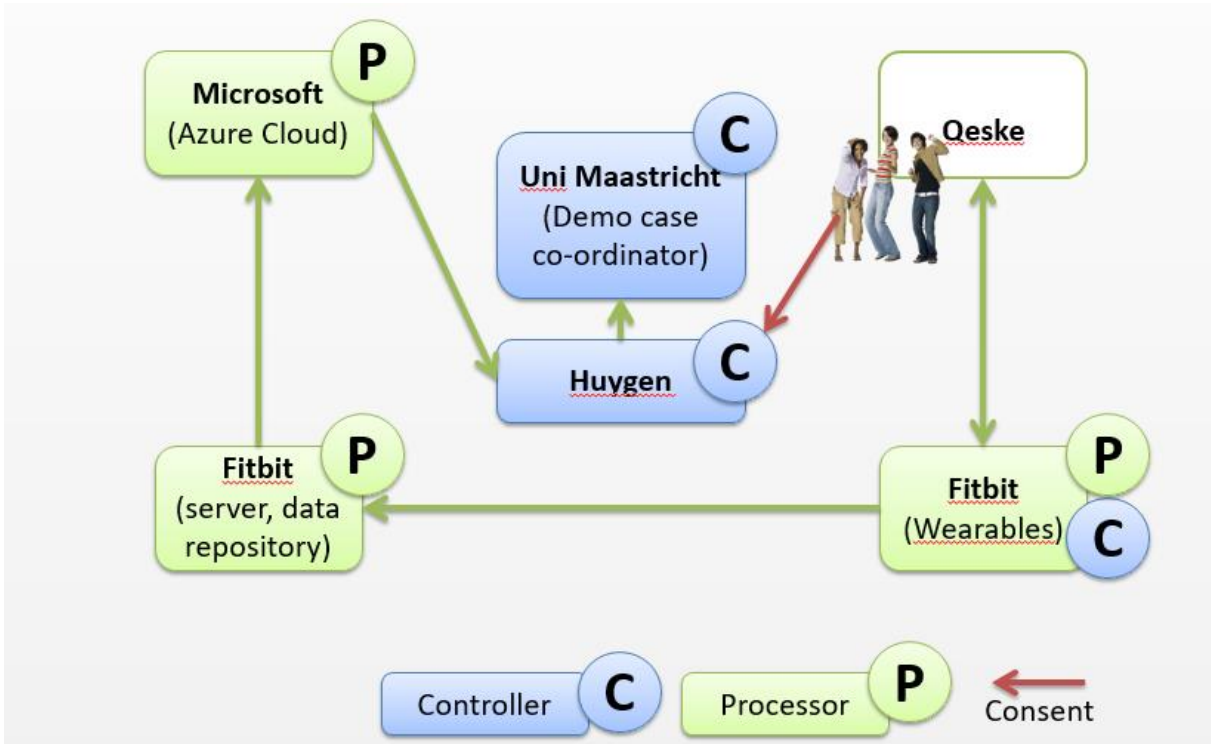 P
Microsoft
(Azure Cloud)
C
Uni Maastricht
(Demo case
co-ordinator)
Qeske
C
Huygen
P
Fitbit
(server, data
repository)
P
Fitbit
(Wearables)
C
Controller
C
Processor
P
Consent